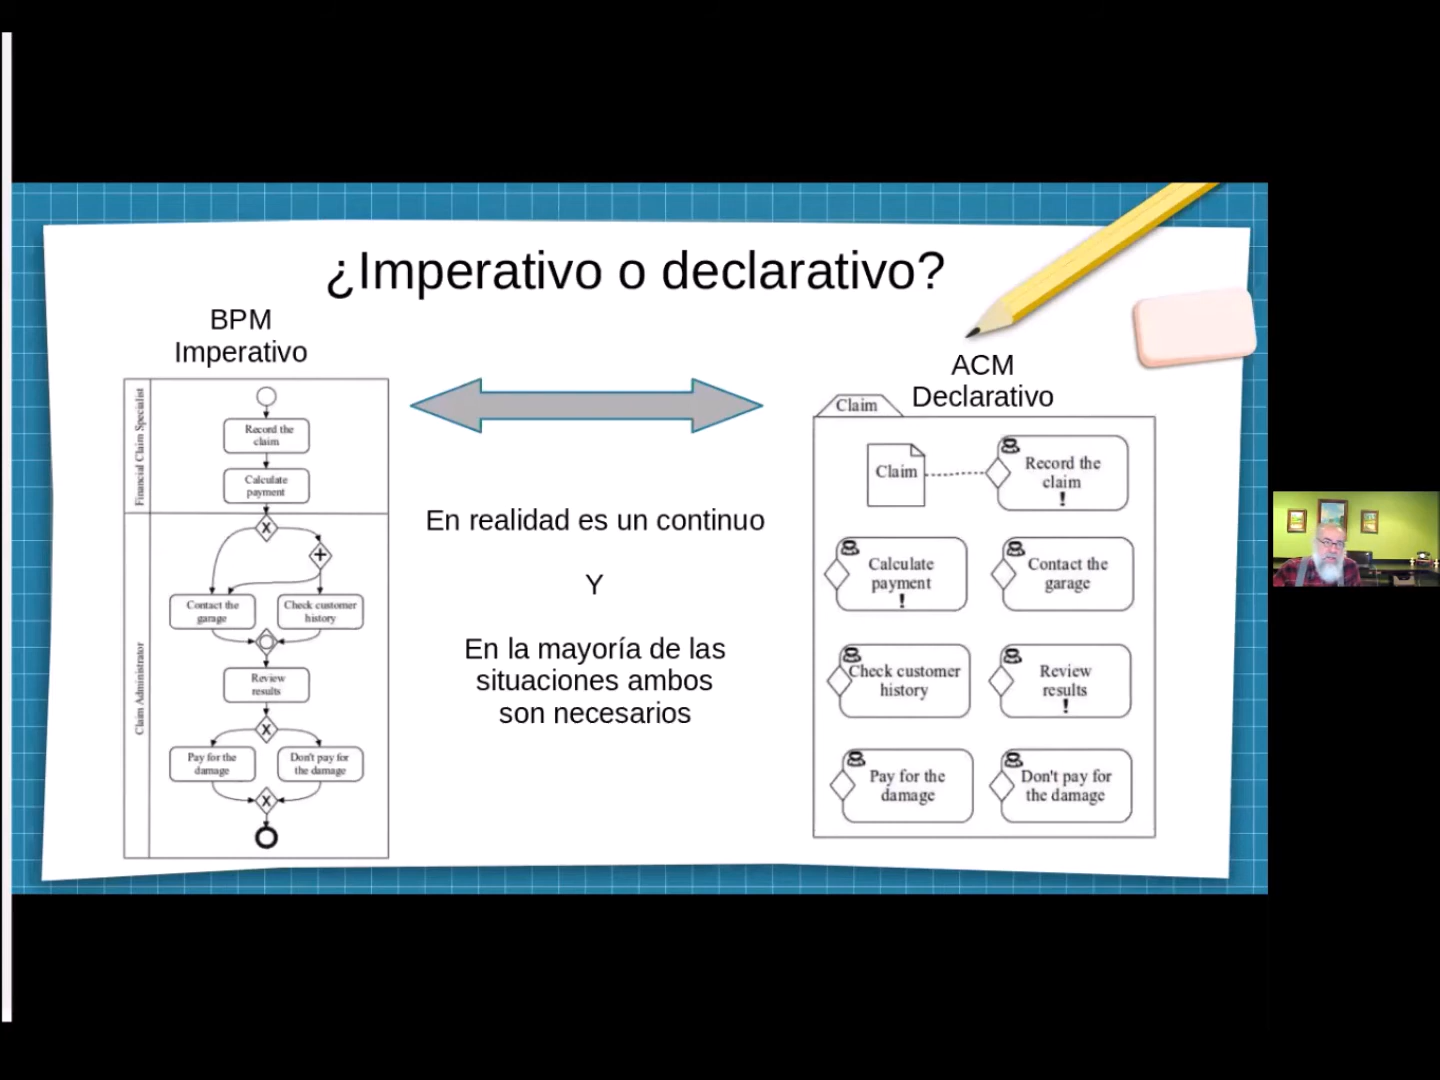 ¿Imperativo o declarativo?
BPM
Imperativo
Financial Claim Specialist
Record the
claim
Calculate
payment
Claim Administrator
X
+
Contact the
garage
Check customer
history
Review
results
X
Pay for the
damage
Don't pay for
the damage
X
En realidad es un continuo
Y
En la mayoría de las
situaciones ambos
son necesarios
ACM
Declarativo
Claim
Claim
Record the
claim
!
Calculate
payment
!
Contact the
garage
Check customer
history
Review
results
!
Pay for the
damage
Don't pay for
the damage